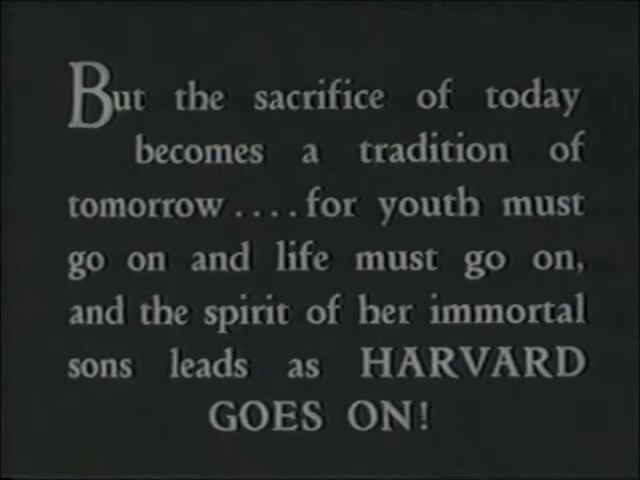 But the sacrifice of today
becomes a tradition of
tomorrow....for youth must
go on and life must go on,
and the spirit of her immortal
sons leads as HARVARD
GOES ON!